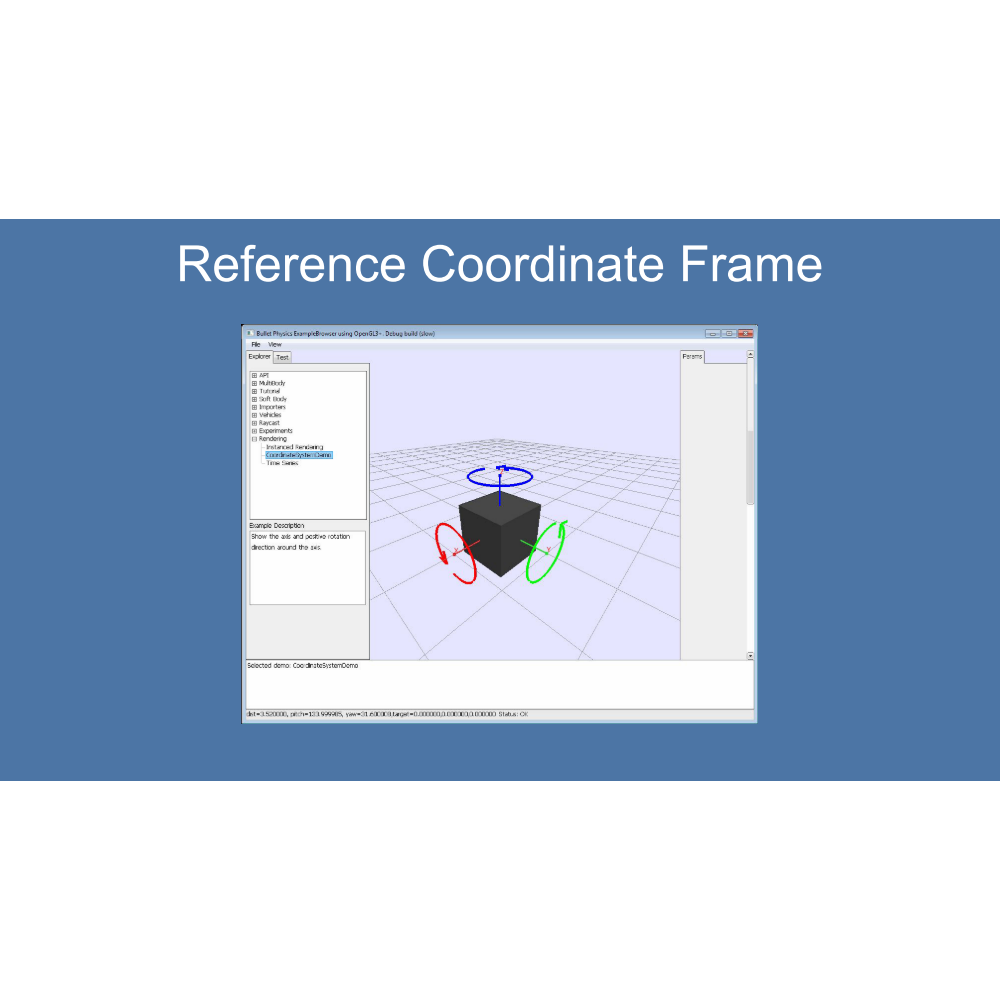 Reference Coordinate Frame
Bullet Physics ExampleBrowser using OpenGL3+. Debug build (slow)
File View
Explorer Test
Params
API
MultiBody
Tutorial
Soft Body
Importers
Vehicles
Raycast
Experiments
Rendering
Instanced Rendering
CoordinateSystemDemo
Time Series
Example Description
Show the axis and positive rotation
direction around the axis.
X
Y
Selected demo: CoordinateSystemDemo
dist=3.520000, pitch=133.999985, yaw=31.600008,target=0.000000,0.000000,0.000000 Status: OK